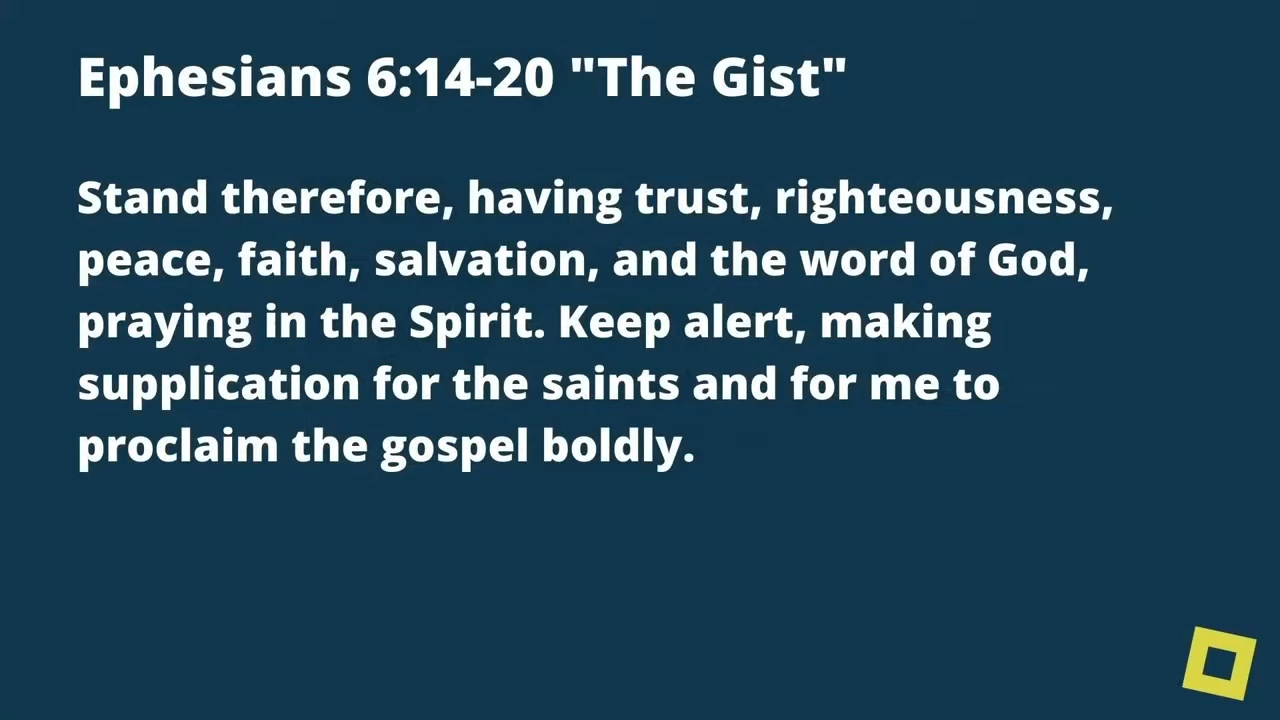 Ephesians 6:14-20 "The Gist"
Stand therefore, having trust, righteousness,
peace, faith, salvation, and the word of God,
praying in the Spirit. Keep alert, making
supplication for the saints and for me to
proclaim the gospel boldly.